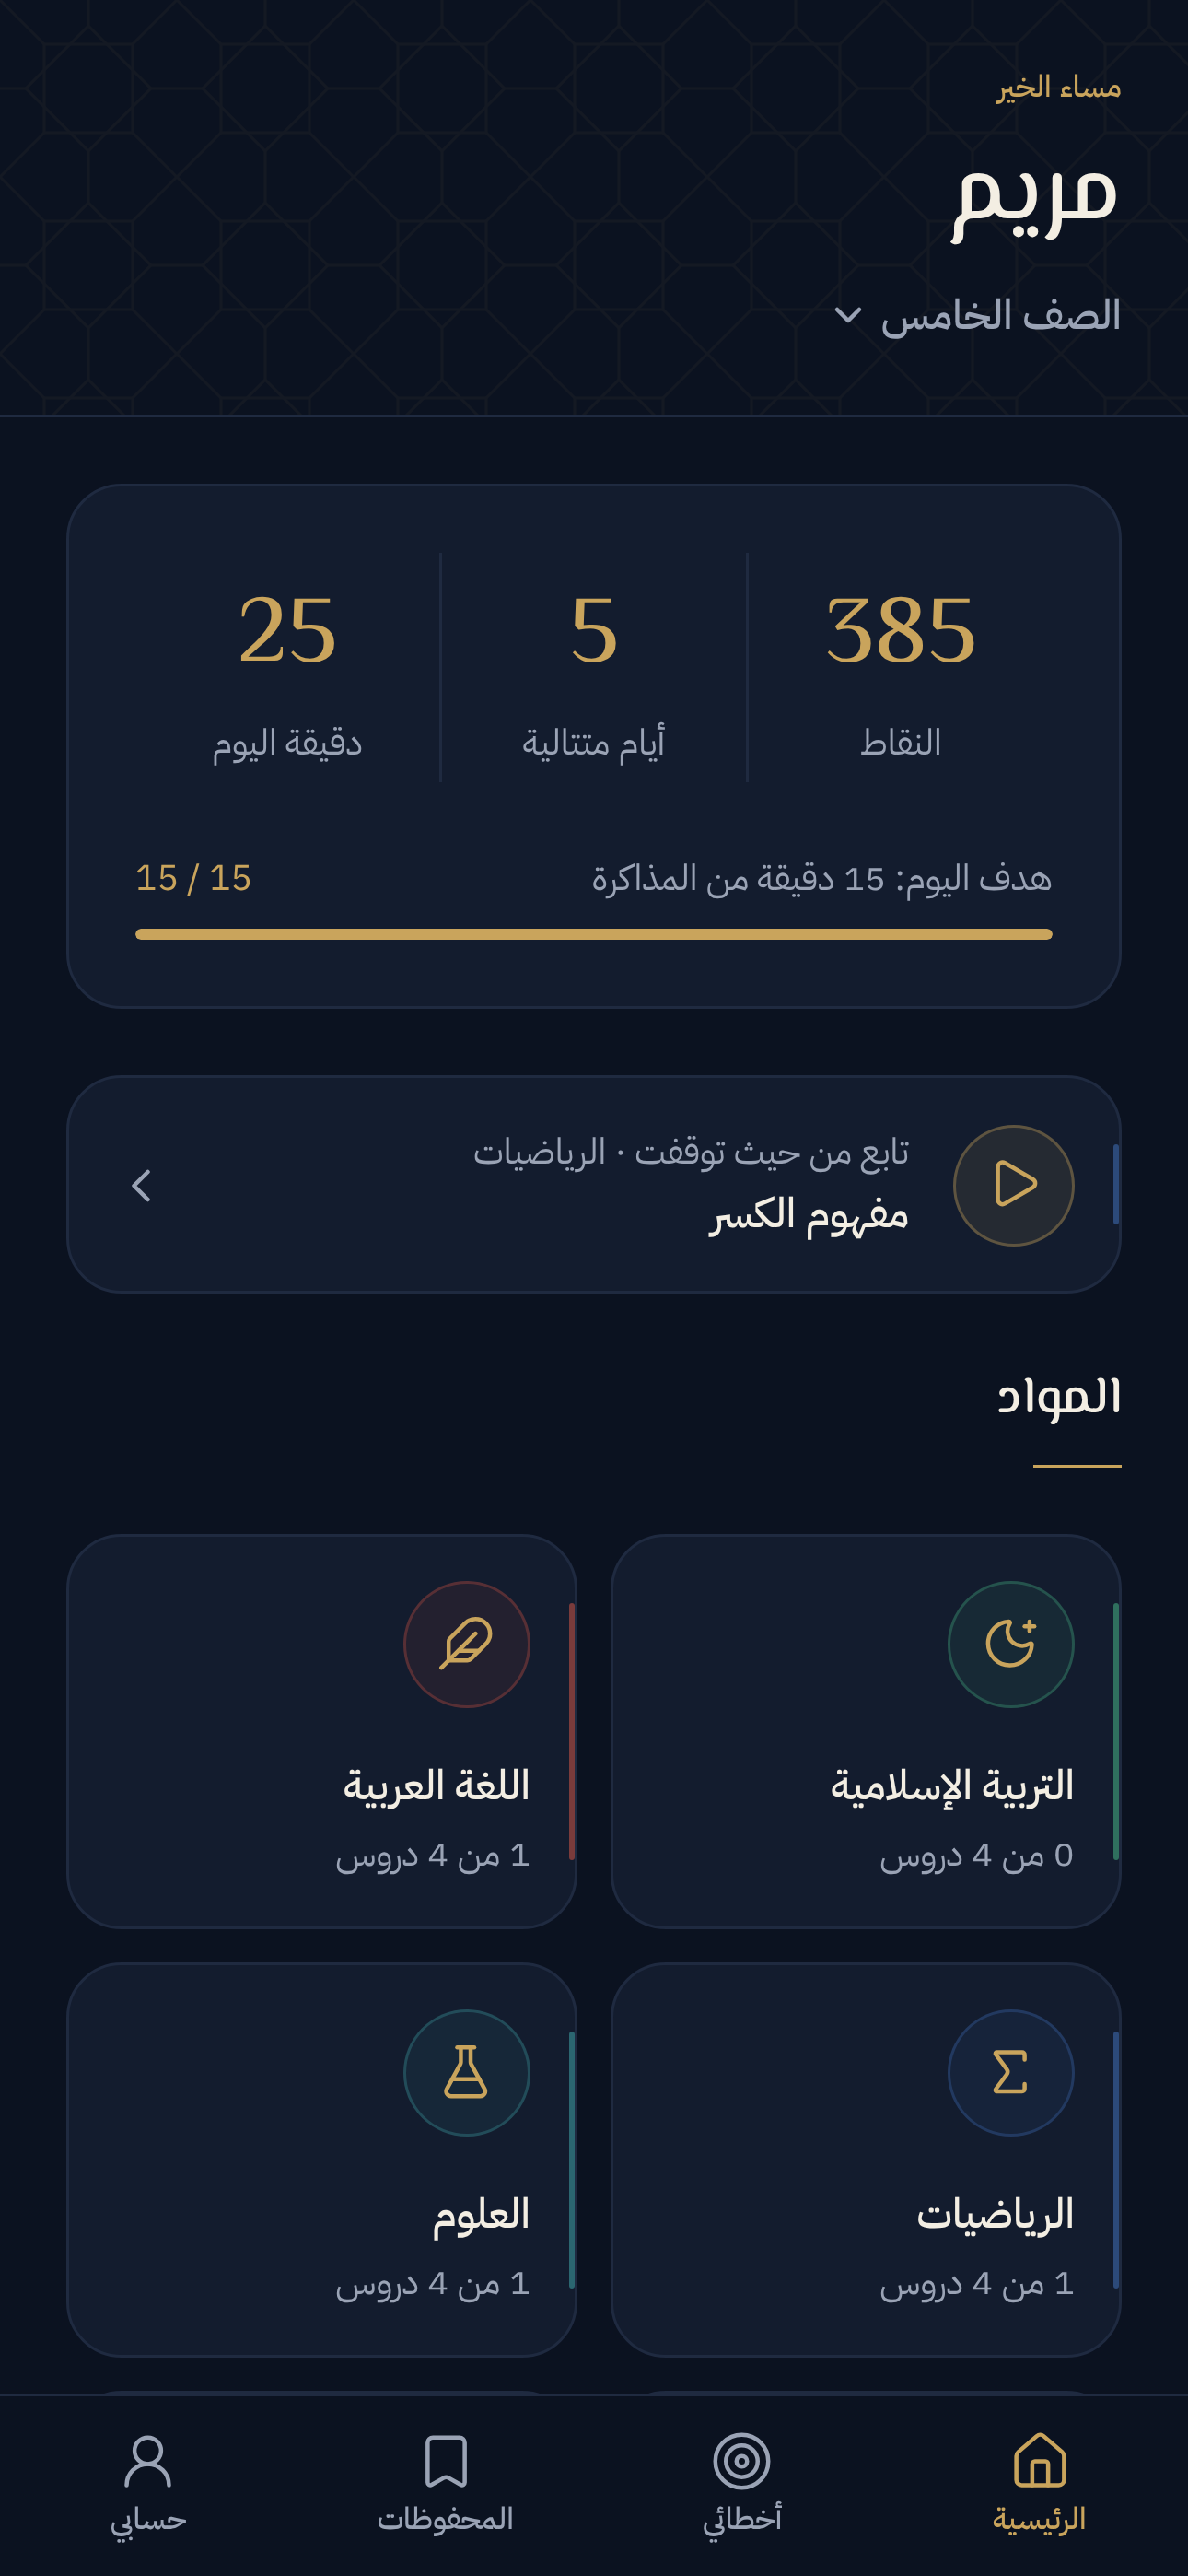 مساء الخير
مريم
الصف الخامس
385
النقاط
5
أيام متتالية
25
دقيقة اليوم
هدف اليوم: 15 دقيقة من المذاكرة
15 / 15
تابع من حيث توقفت · الرياضيات
مفهوم الكسر
المواد
التربية الإسلامية
0 من 4 دروس
اللغة العربية
1 من 4 دروس
الرياضيات
1 من 4 دروس
العلوم
1 من 4 دروس
الرئيسية
أخطائي
المحفوظات
حسابي